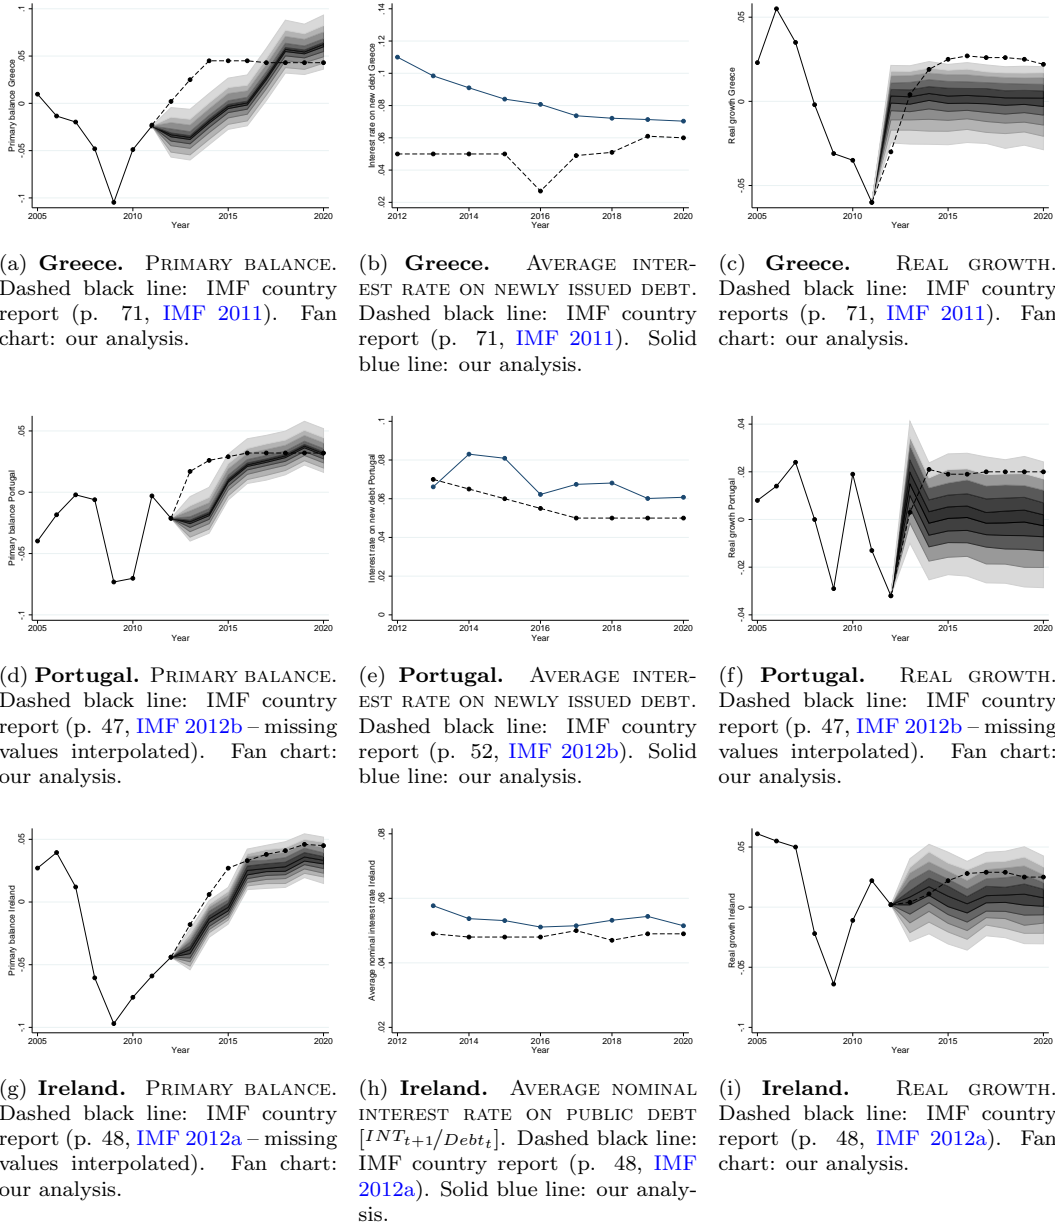 .1
.05
0
-.05
-.1
Primary balance Greece
2005
2010
2015
2020
Year
.14
.12
.1
.08
.06
.04
.02
Interest rate on new debt Greece
2012
2014
2016
2018
2020
Year
.05
0
-.05
Real growth Greece
2005
2010
2015
2020
Year
(a) Greece. PRIMARY BALANCE.
Dashed black line: IMF country
report (p. 71, IMF 2011). Fan
chart: our analysis.
(b) Greece. AVERAGE INTER-
EST RATE ON NEWLY ISSUED DEBT.
Dashed black line: IMF country
report (p. 71, IMF 2011). Solid
blue line: our analysis.
(c) Greece. REAL GROWTH.
Dashed black line: IMF country
reports (p. 71, IMF 2011). Fan
chart: our analysis.
.05
0
-.05
-.1
Primary balance Portugal
2005
2010
2015
2020
Year
.1
.08
.06
.04
.02
0
Interest rate on new debt Portugal
2012
2014
2016
2018
2020
Year
.04
.02
0
-.02
-.04
Real growth Portugal
2005
2010
2015
2020
Year
(d) Portugal. PRIMARY BALANCE.
Dashed black line: IMF country
report (p. 47, IMF 2012b – missing
values interpolated). Fan chart:
our analysis.
(e) Portugal. AVERAGE INTER-
EST RATE ON NEWLY ISSUED DEBT.
Dashed black line: IMF country
report (p. 52, IMF 2012b). Solid
blue line: our analysis.
(f) Portugal. REAL GROWTH.
Dashed black line: IMF country
report (p. 47, IMF 2012b – missing
values interpolated). Fan chart:
our analysis.
.05
0
-.05
-.1
Primary balance Ireland
2005
2010
2015
2020
Year
.08
.06
.04
.02
Average nominal interest rate Ireland
2012
2014
2016
2018
2020
Year
.05
0
-.05
-.1
Real growth Ireland
2005
2010
2015
2020
Year
(g) Ireland. PRIMARY BALANCE.
Dashed black line: IMF country
report (p. 48, IMF 2012a – missing
values interpolated). Fan chart:
our analysis.
(h) Ireland. AVERAGE NOMINAL
INTEREST RATE ON PUBLIC DEBT
[INTt+1/Debtt]. Dashed black line:
IMF country report (p. 48, IMF
2012a). Solid blue line: our analy-
sis.
(i) Ireland. REAL GROWTH.
Dashed black line: IMF country
report (p. 48, IMF 2012a). Fan
chart: our analysis.